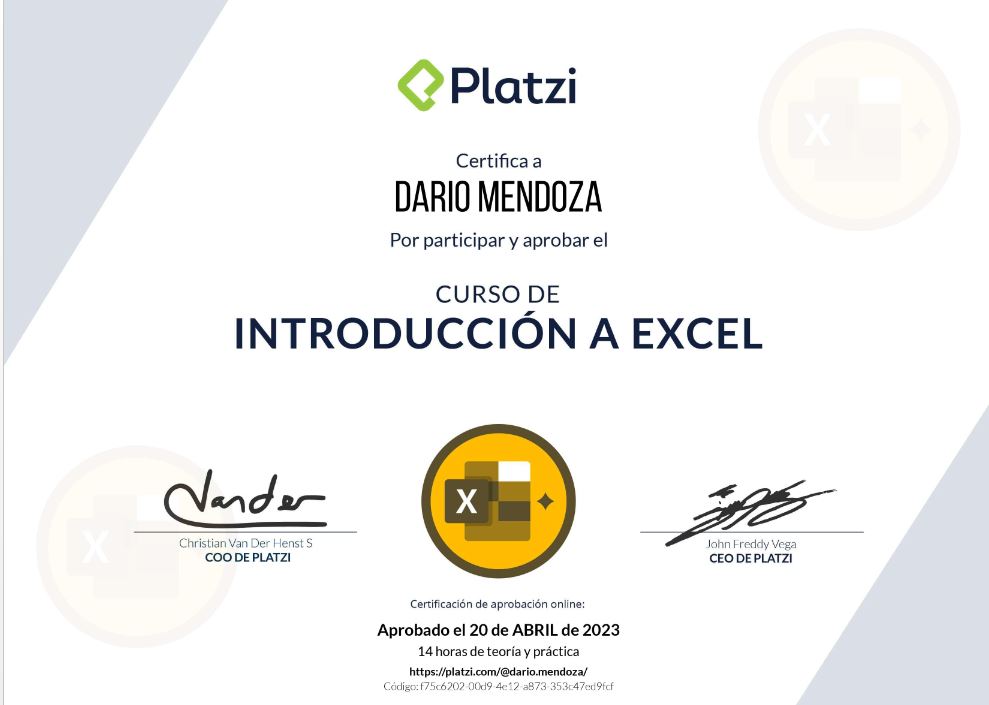 Platzi
Certifica a
DARIO MENDOZA
Por participar y aprobar el
CURSO DE
INTRODUCCIÓN A EXCEL
X
X
Vander
X
Christian Van Der Henst S
COO DE PLATZI
John Freddy Vega
CEO DE PLATZI
Certificación de aprobación online:
Aprobado el 20 de ABRIL de 2023
14 horas de teoría y práctica
https://platzi.com/@dario.mendoza/
Código: f75c6202-00d9-4e12-a873-353c47ed9fcf